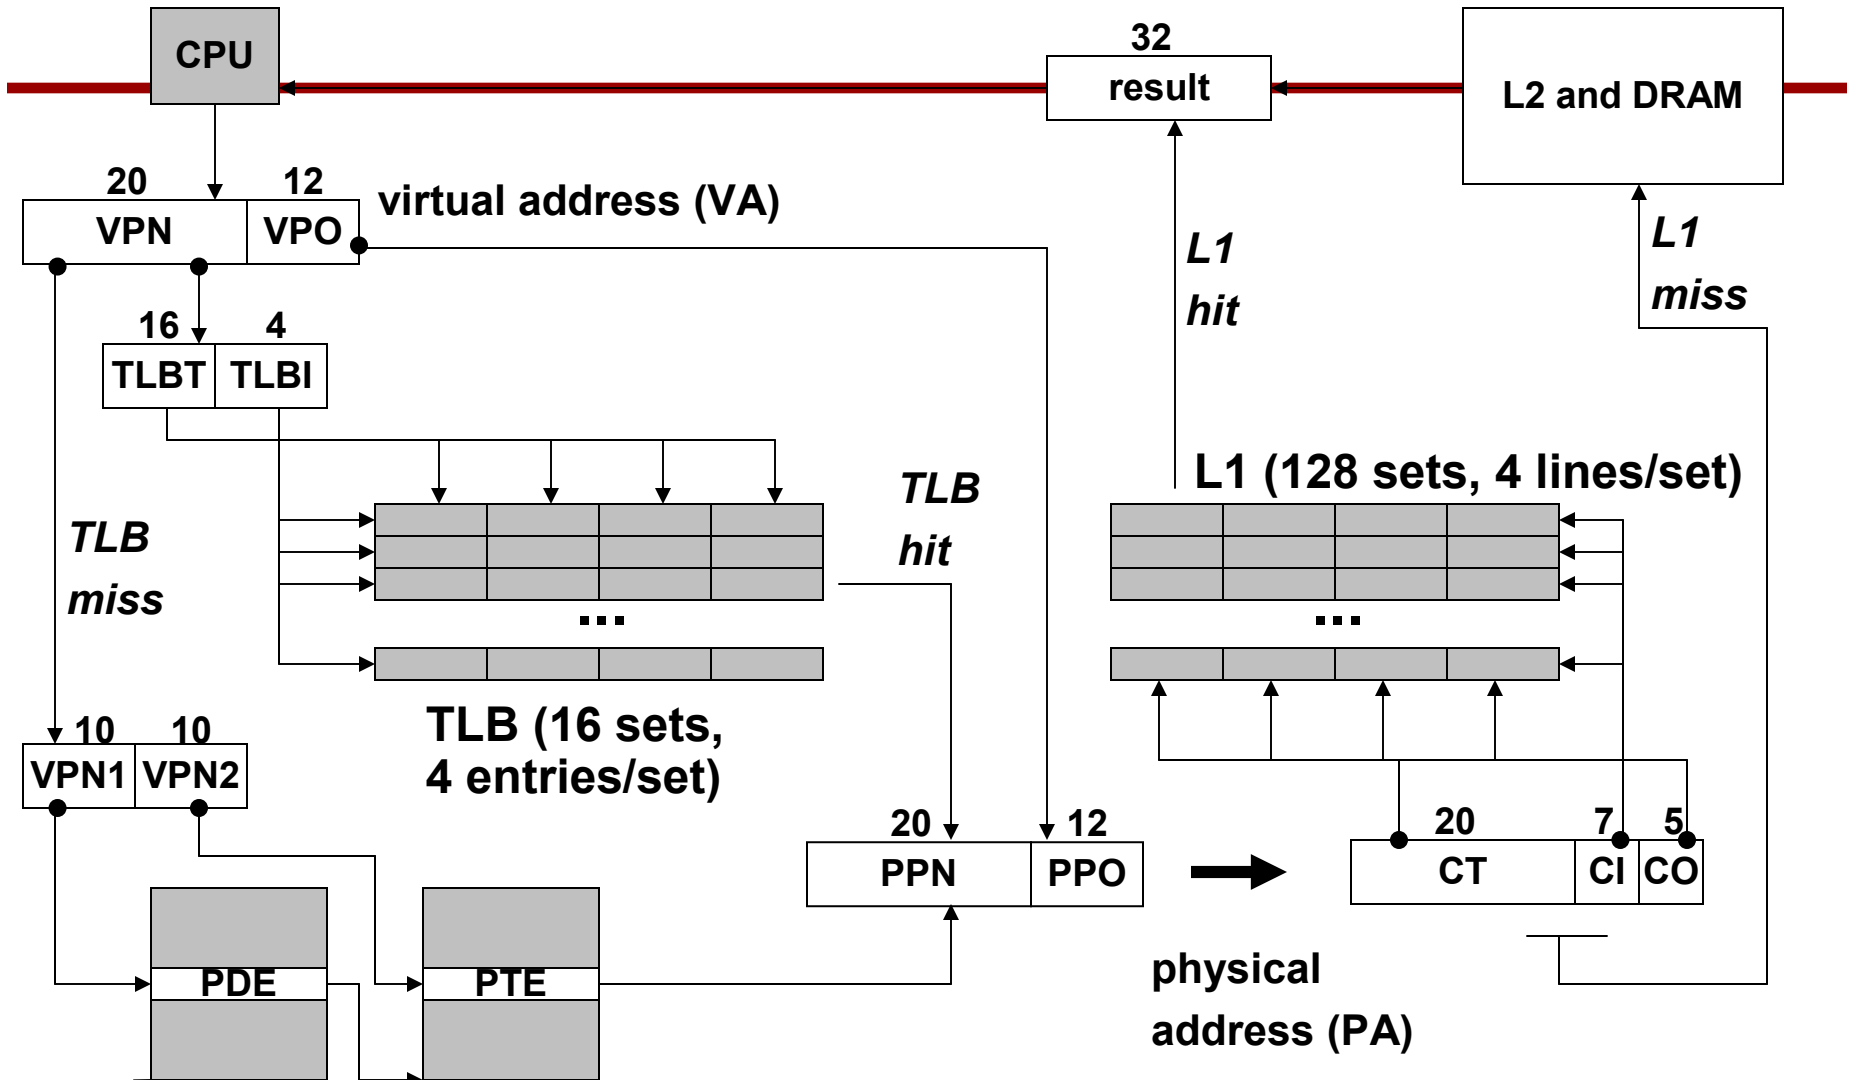 CPU
32
result
L2 and DRAM
20 12
VPN VPO
virtual address (VA)
L1
hit
L1
miss
16 4
TLBT TLBI
TLB
miss
TLB
hit
L1 (128 sets, 4 lines/set)
...
...
TLB (16 sets,
4 entries/set)
10 10
VPN1 VPN2
20 12
PPN PPO
20 7 5
CT CI CO
PDE
PTE
physical
address (PA)